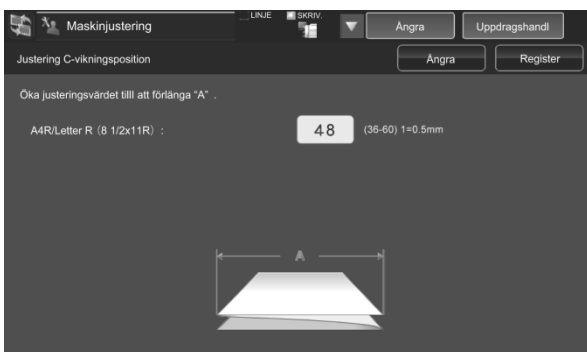 Maskinjustering
LINJE
SKRIV.
Ångra
Uppdragshandl
Justering C-vikningsposition
Ångra
Register
Öka justeringsvärdet tilll att förlänga "A" .
A4R/Letter R (8 1/2x11R) :
48
(36-60) 1=0.5mm
A